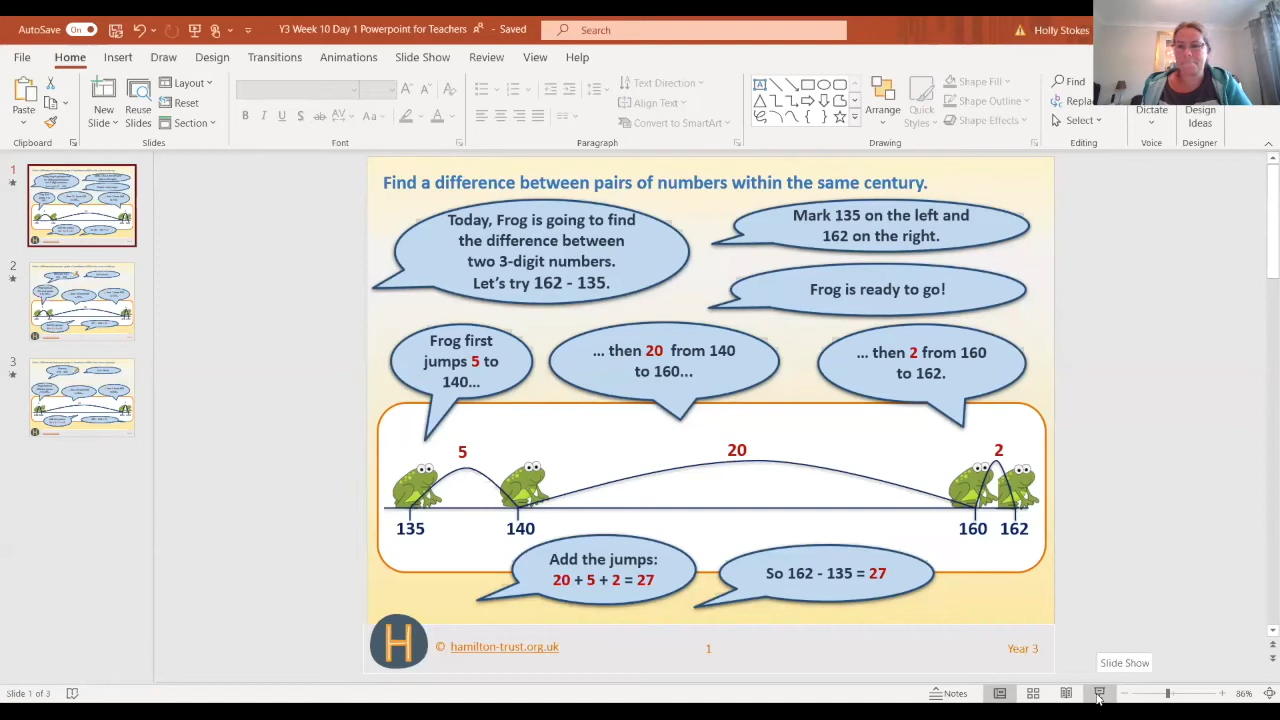 AutoSave On Y3 Week 10 Day 1 Powerpoint for Teachers - Saved Search Holly Stokes
File Home Insert Draw Design Transitions Animations Slide Show Review View Help
Paste
New
Slide
Reuse
Slides
Layout
Reset
Section
B I U S ab AV Aa A
Text Direction
Align Text
Convert to SmartArt
Arrange
Quick
Styles
Shape Fill
Shape Outline
Shape Effects
Find
Select
Dictate
Design
Ideas
Clipboard Slides Font Paragraph Drawing Editing Voice Designer
1
2
3
Find a difference between pairs of numbers within the same century.
Today, Frog is going to find
the difference between
two 3-digit numbers.
Let's try 162 - 135.
Mark 135 on the left and
162 on the right.
Frog is ready to go!
Frog first
jumps 5 to
140...
... then 20 from 140
to 160...
... then 2 from 160
to 162.
5 20 2
135 140 160 162
Add the jumps:
20 + 5 + 2 = 27
So 162 - 135 = 27
H © hamilton-trust.org.uk 1 Year 3
Slide Show
Slide 1 of 3 Notes 86%